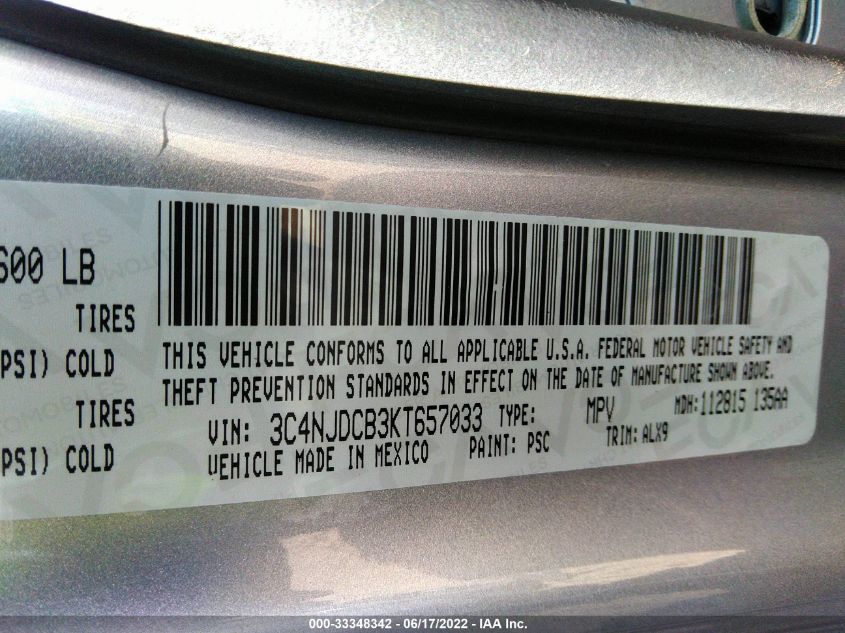 600 LB
TIRES
PSI) COLD
TIRES
PSI) COLD
THIS VEHICLE CONFORMS TO ALL APPLICABLE U.S.A. FEDERAL MOTOR VEHICLE SAFETY AND
THEFT PREVENTION STANDARDS IN EFFECT ON THE DATE OF MANUFACTURE SHOWN ABOVE.
VIN: 3C4NJDCB3KT657033 TYPE: MPV MDH: 112815 135AA
VEHICLE MADE IN MEXICO PAINT: PSC TRIM: ALX9
000-33348342 - 06/17/2022 - IAA Inc.